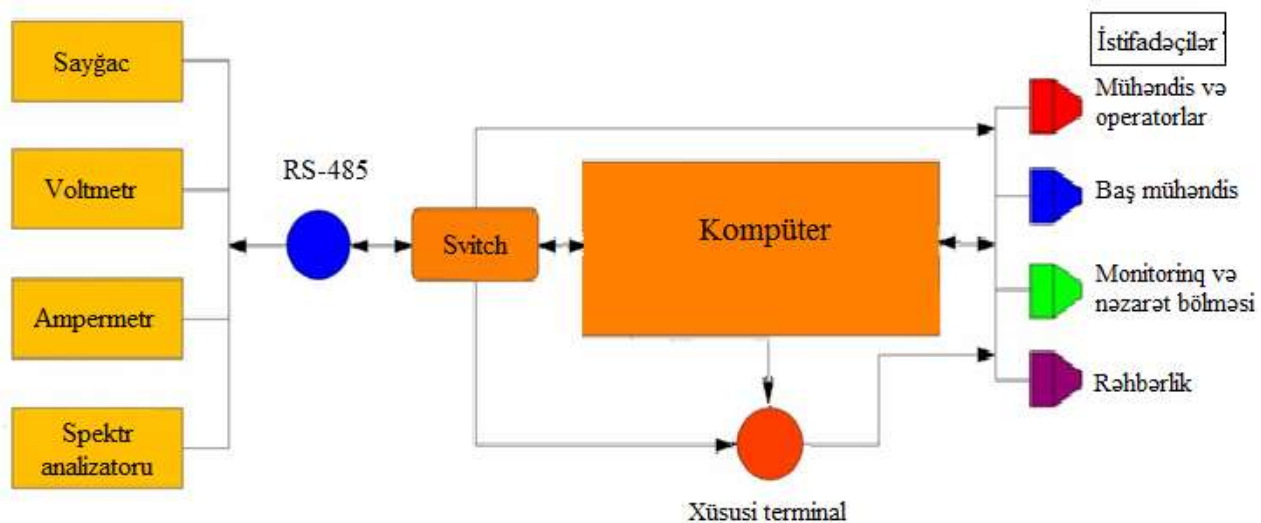 Sayğac
Voltmetr
Ampermetr
Spektr
analizatoru
RS-485
Svitch
Kompüter
Xüsusi terminal
İstifadəçilər
Mühəndis və
operatorlar
Baş mühəndis
Monitorinq və
nəzarət bölməsi
Rəhbərlik